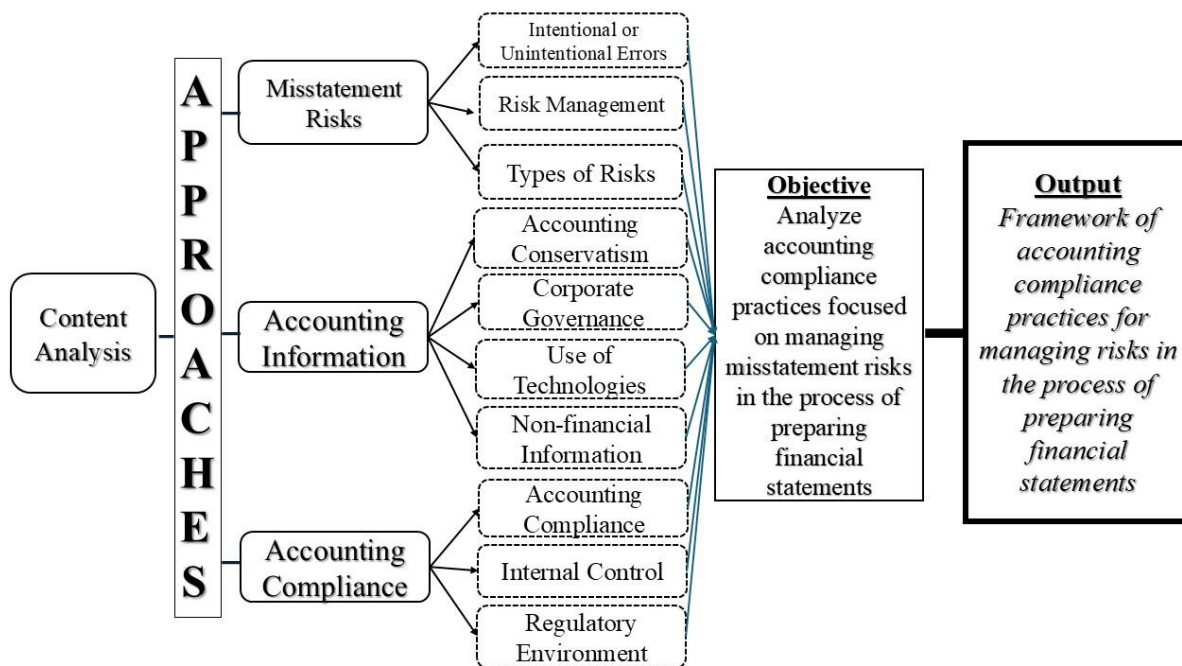 Content
Analysis
APPROACHES
Misstatement
Risks
Accounting
Information
Accounting
Compliance
Intentional or
Unintentional Errors
Risk Management
Types of Risks
Accounting
Conservatism
Corporate
Governance
Use of
Technologies
Non-financial
Information
Accounting
Compliance
Internal Control
Regulatory
Environment
Objective
Analyze
accounting
compliance
practices focused
on managing
misstatement risks
in the process of
preparing
financial
statements
Output
Framework of
accounting
compliance
practices for
managing risks in
the process of
preparing
financial
statements